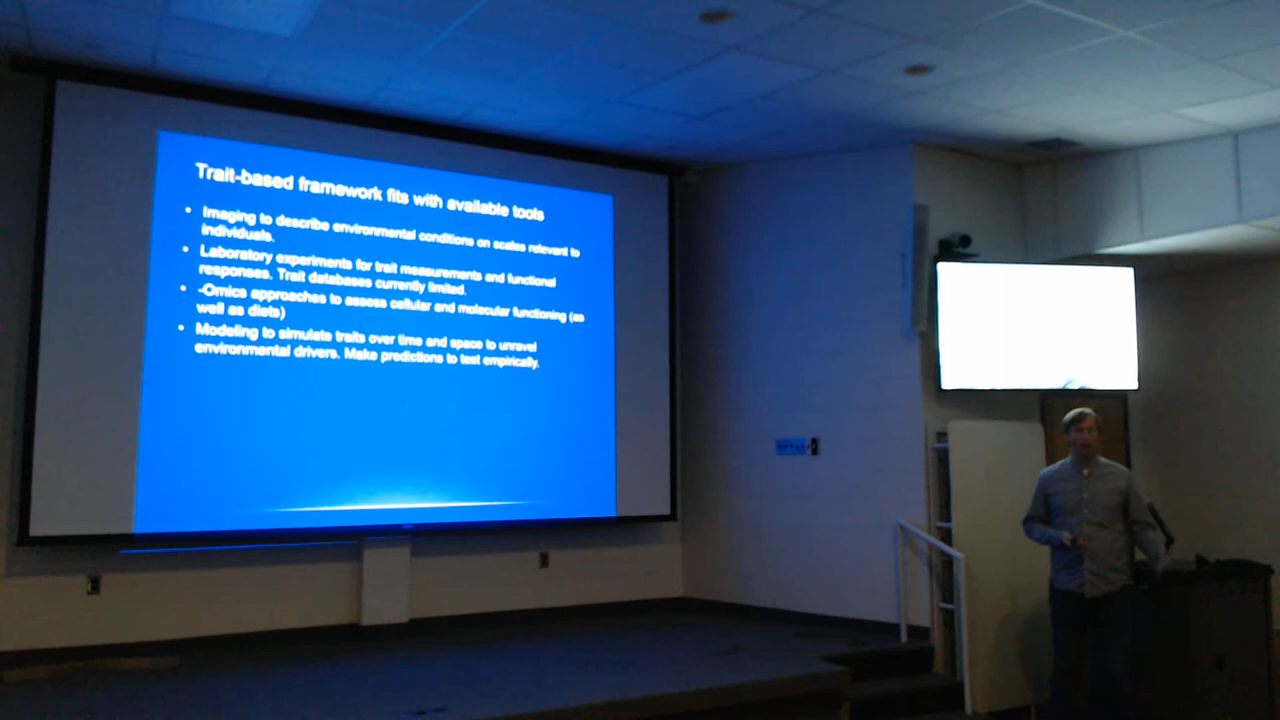 Trait-based framework fits with available tools
• Imaging to describe environmental conditions on scales relevant to
individuals.
• Laboratory experiments for trait measurements and functional
responses. Trait databases currently limited.
• -Omics approaches to assess cellular and molecular functioning (as
well as diets)
• Modeling to simulate traits over time and space to unravel
environmental drivers. Make predictions to test empirically.